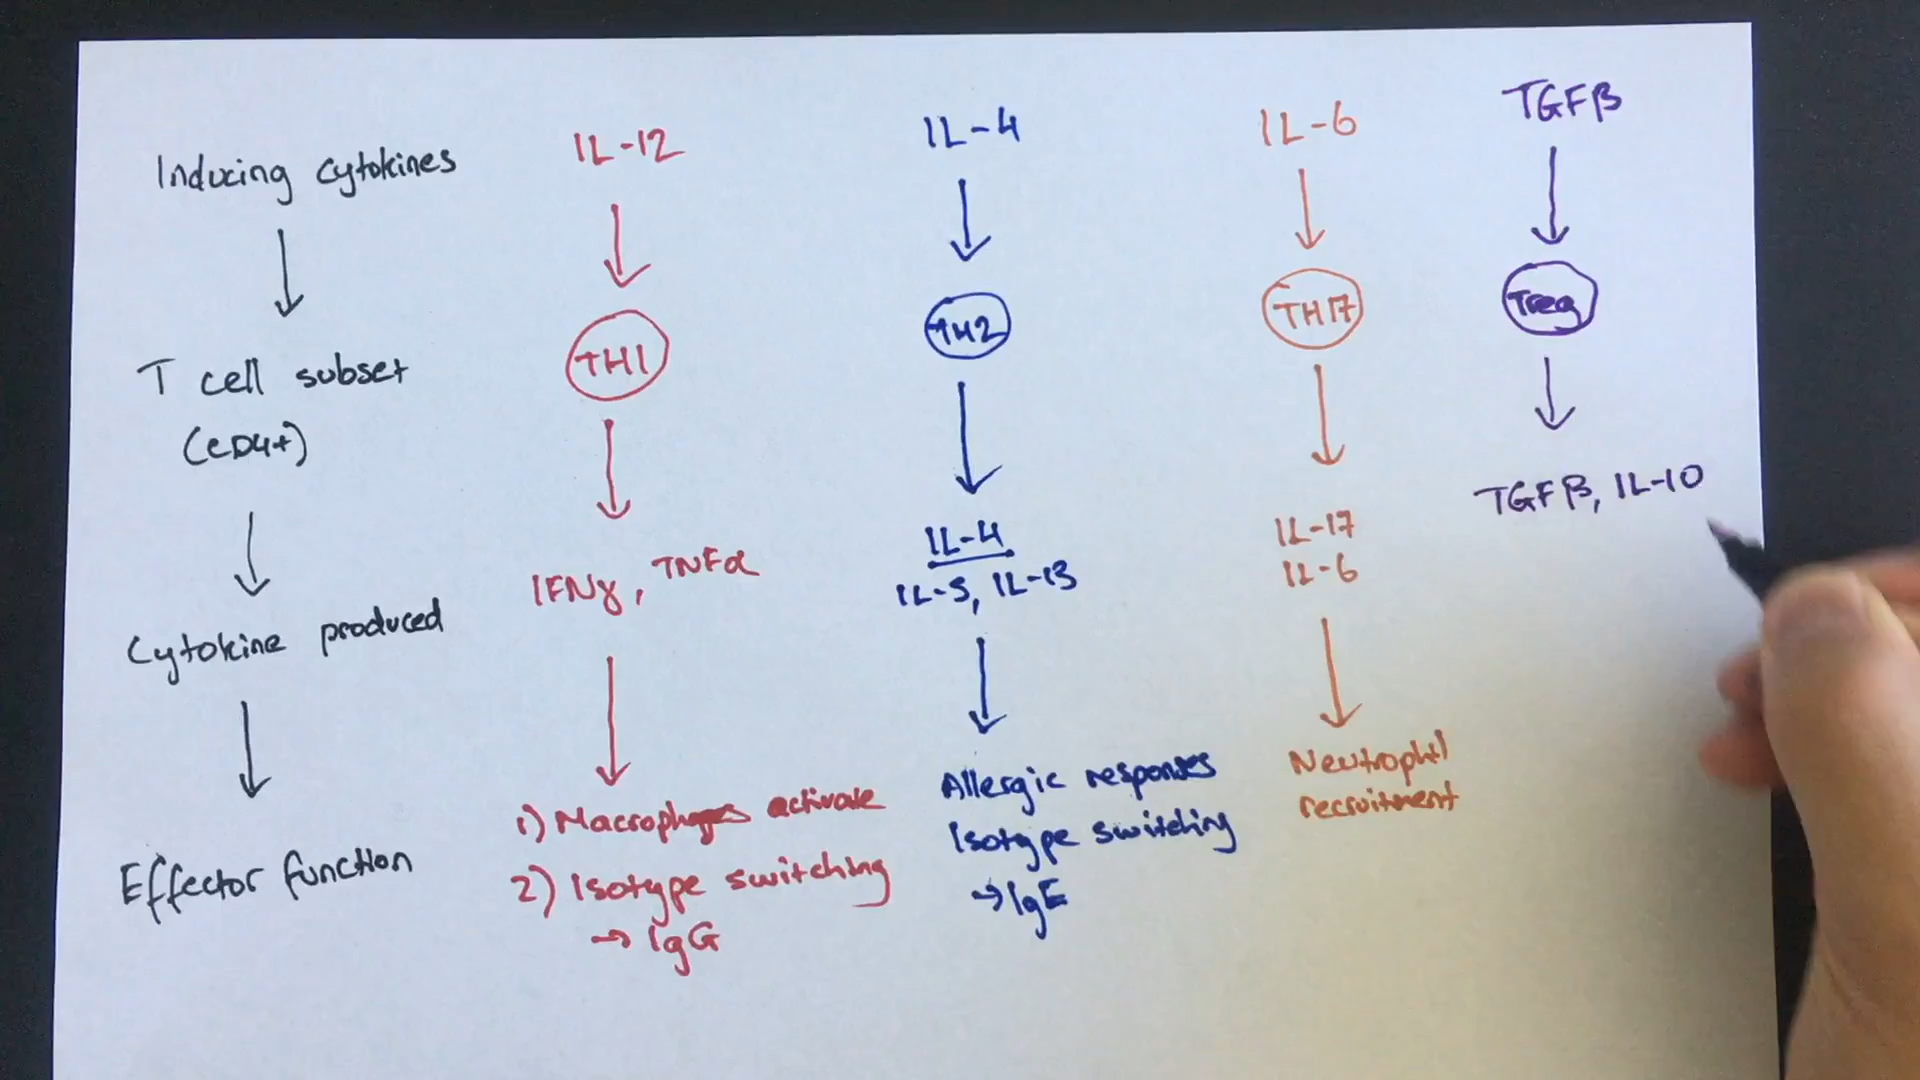 Inducing cytokines
T cell subset
(CD4+)
Cytokine produced
Effector function
IL-12
TH1
IFNγ, TNFα
1) Macrophages activate
2) Isotype switching
→ IgG
IL-4
TH2
IL-4
IL-5, IL-13
Allergic responses
Isotype switching
→ IgE
IL-6
TH17
IL-17
IL-6
Neutrophil
recruitment
TGFβ
Treg
TGFβ, IL-10